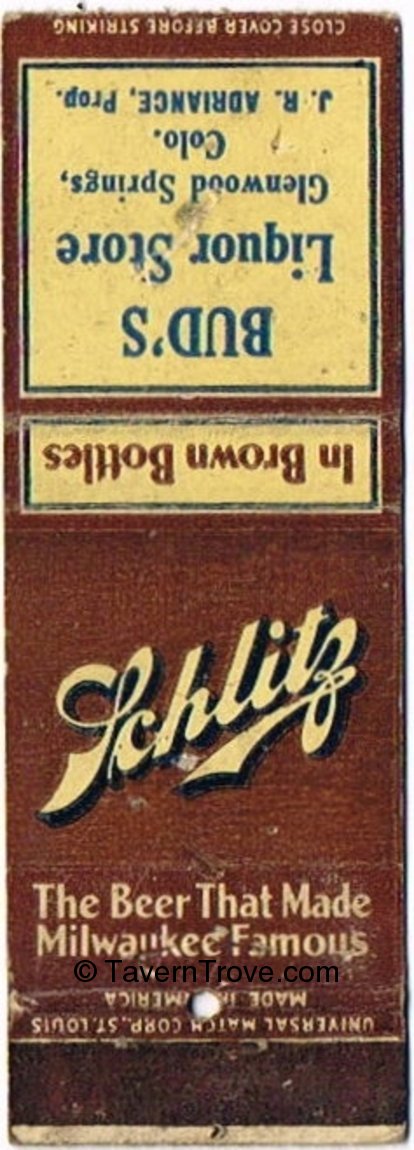 CLOSE COVER BEFORE STRIKING
BUD'S
Liquor Store
Glenwood Springs,
Colo.
J. R. ADRIANCE, Prop.
In Brown Bottles
Schlitz
The Beer That Made
Milwaukee Famous
© TavernTrove.com
MADE IN AMERICA
UNIVERSAL MATCH CORP., ST. LOUIS